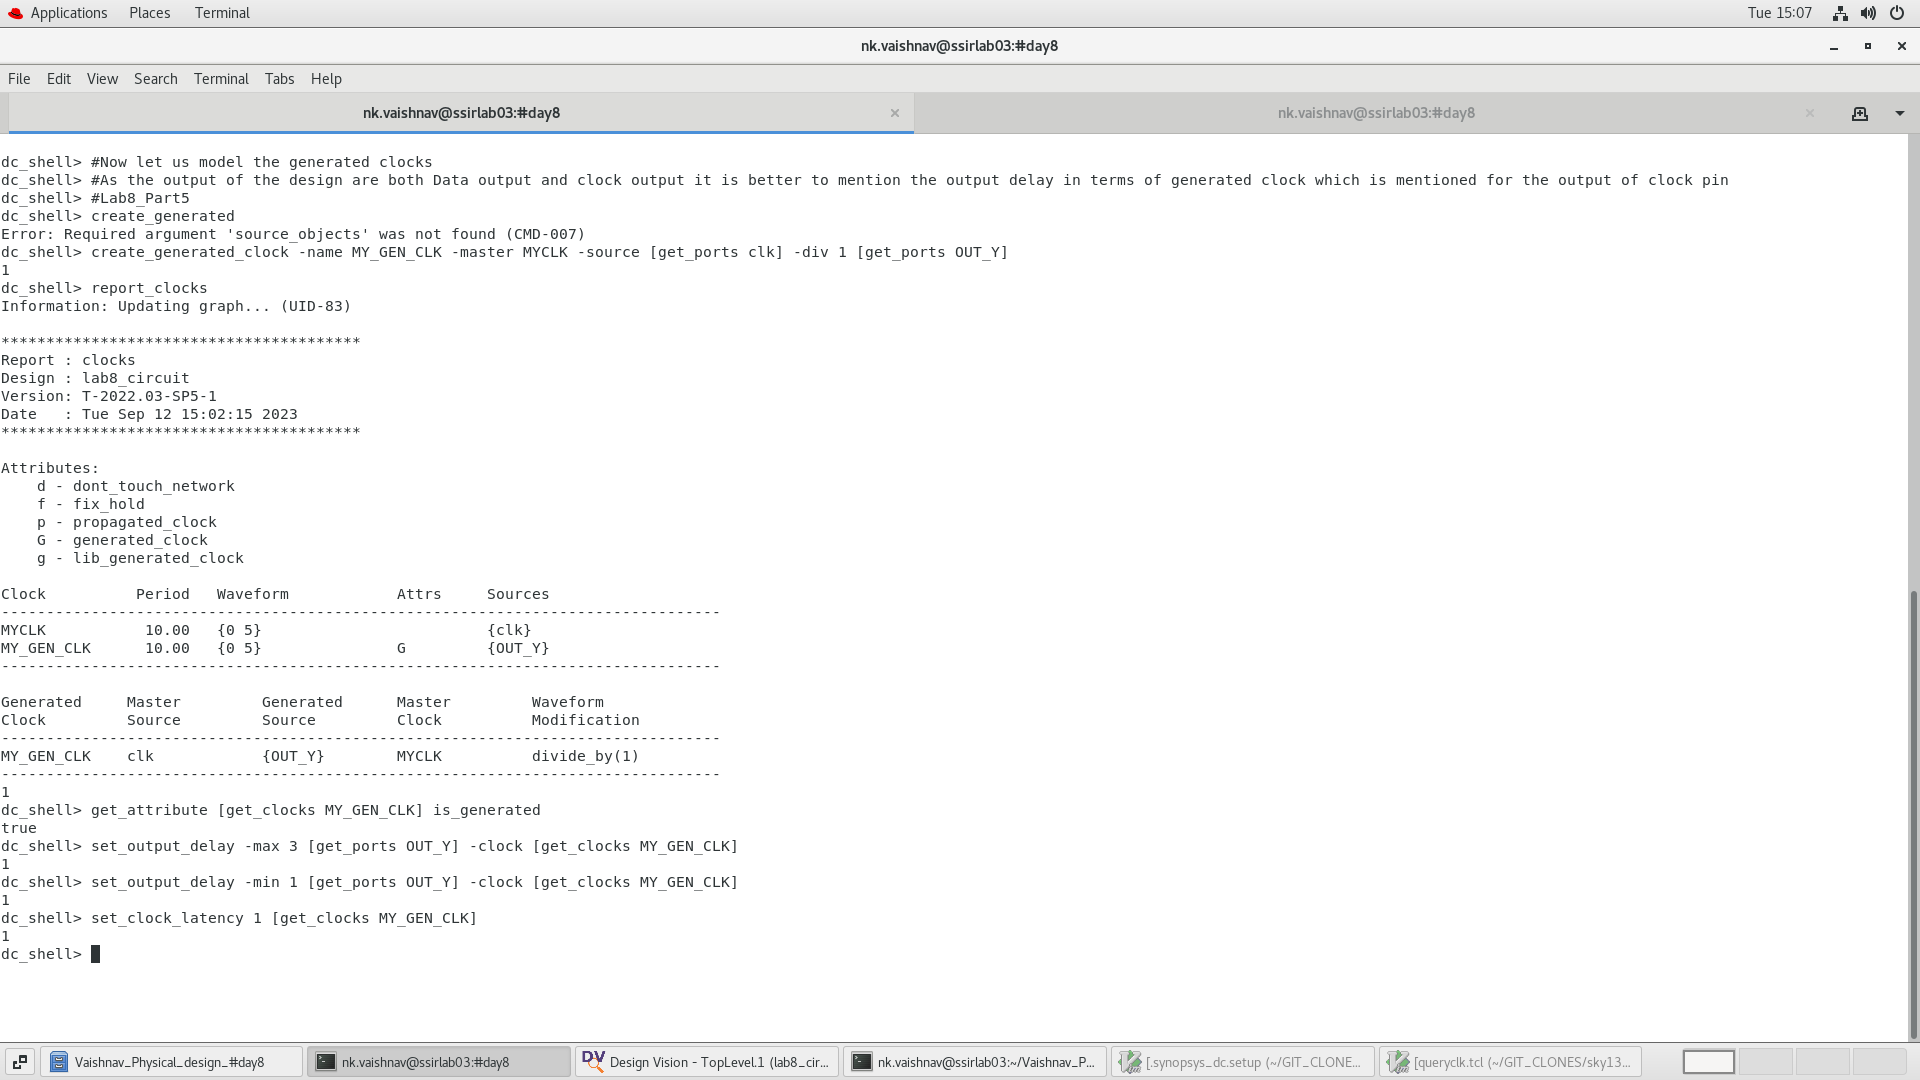 Applications Places Terminal Tue 15:07
nk.vaishnav@ssirlab03:#day8
File Edit View Search Terminal Tabs Help
nk.vaishnav@ssirlab03:#day8 × nk.vaishnav@ssirlab03:#day8 ×
dc_shell> #Now let us model the generated clocks
dc_shell> #As the output of the design are both Data output and clock output it is better to mention the output delay in terms of generated clock which is mentioned for the output of clock pin
dc_shell> #Lab8_Part5
dc_shell> create_generated
Error: Required argument 'source_objects' was not found (CMD-007)
dc_shell> create_generated_clock -name MY_GEN_CLK -master MYCLK -source [get_ports clk] -div 1 [get_ports OUT_Y]
1
dc_shell> report_clocks
Information: Updating graph... (UID-83)
****************************************
Report : clocks
Design : lab8_circuit
Version: T-2022.03-SP5-1
Date   : Tue Sep 12 15:02:15 2023
****************************************
Attributes:
    d - dont_touch_network
    f - fix_hold
    p - propagated_clock
    G - generated_clock
    g - lib_generated_clock
Clock          Period   Waveform            Attrs     Sources
--------------------------------------------------------------------------------
MYCLK           10.00   {0 5}                         {clk}
MY_GEN_CLK      10.00   {0 5}               G         {OUT_Y}
--------------------------------------------------------------------------------
Generated     Master         Generated      Master         Waveform
Clock         Source         Source         Clock          Modification
--------------------------------------------------------------------------------
MY_GEN_CLK    clk            {OUT_Y}        MYCLK          divide_by(1)
--------------------------------------------------------------------------------
1
dc_shell> get_attribute [get_clocks MY_GEN_CLK] is_generated
true
dc_shell> set_output_delay -max 3 [get_ports OUT_Y] -clock [get_clocks MY_GEN_CLK]
1
dc_shell> set_output_delay -min 1 [get_ports OUT_Y] -clock [get_clocks MY_GEN_CLK]
1
dc_shell> set_clock_latency 1 [get_clocks MY_GEN_CLK]
1
dc_shell>
Vaishnav_Physical_design_#day8 nk.vaishnav@ssirlab03:#day8 DV Design Vision - TopLevel.1 (lab8_cir... nk.vaishnav@ssirlab03:~/Vaishnav_P... [.synopsys_dc.setup (~/GIT_CLONE... [queryclk.tcl (~/GIT_CLONES/sky13...